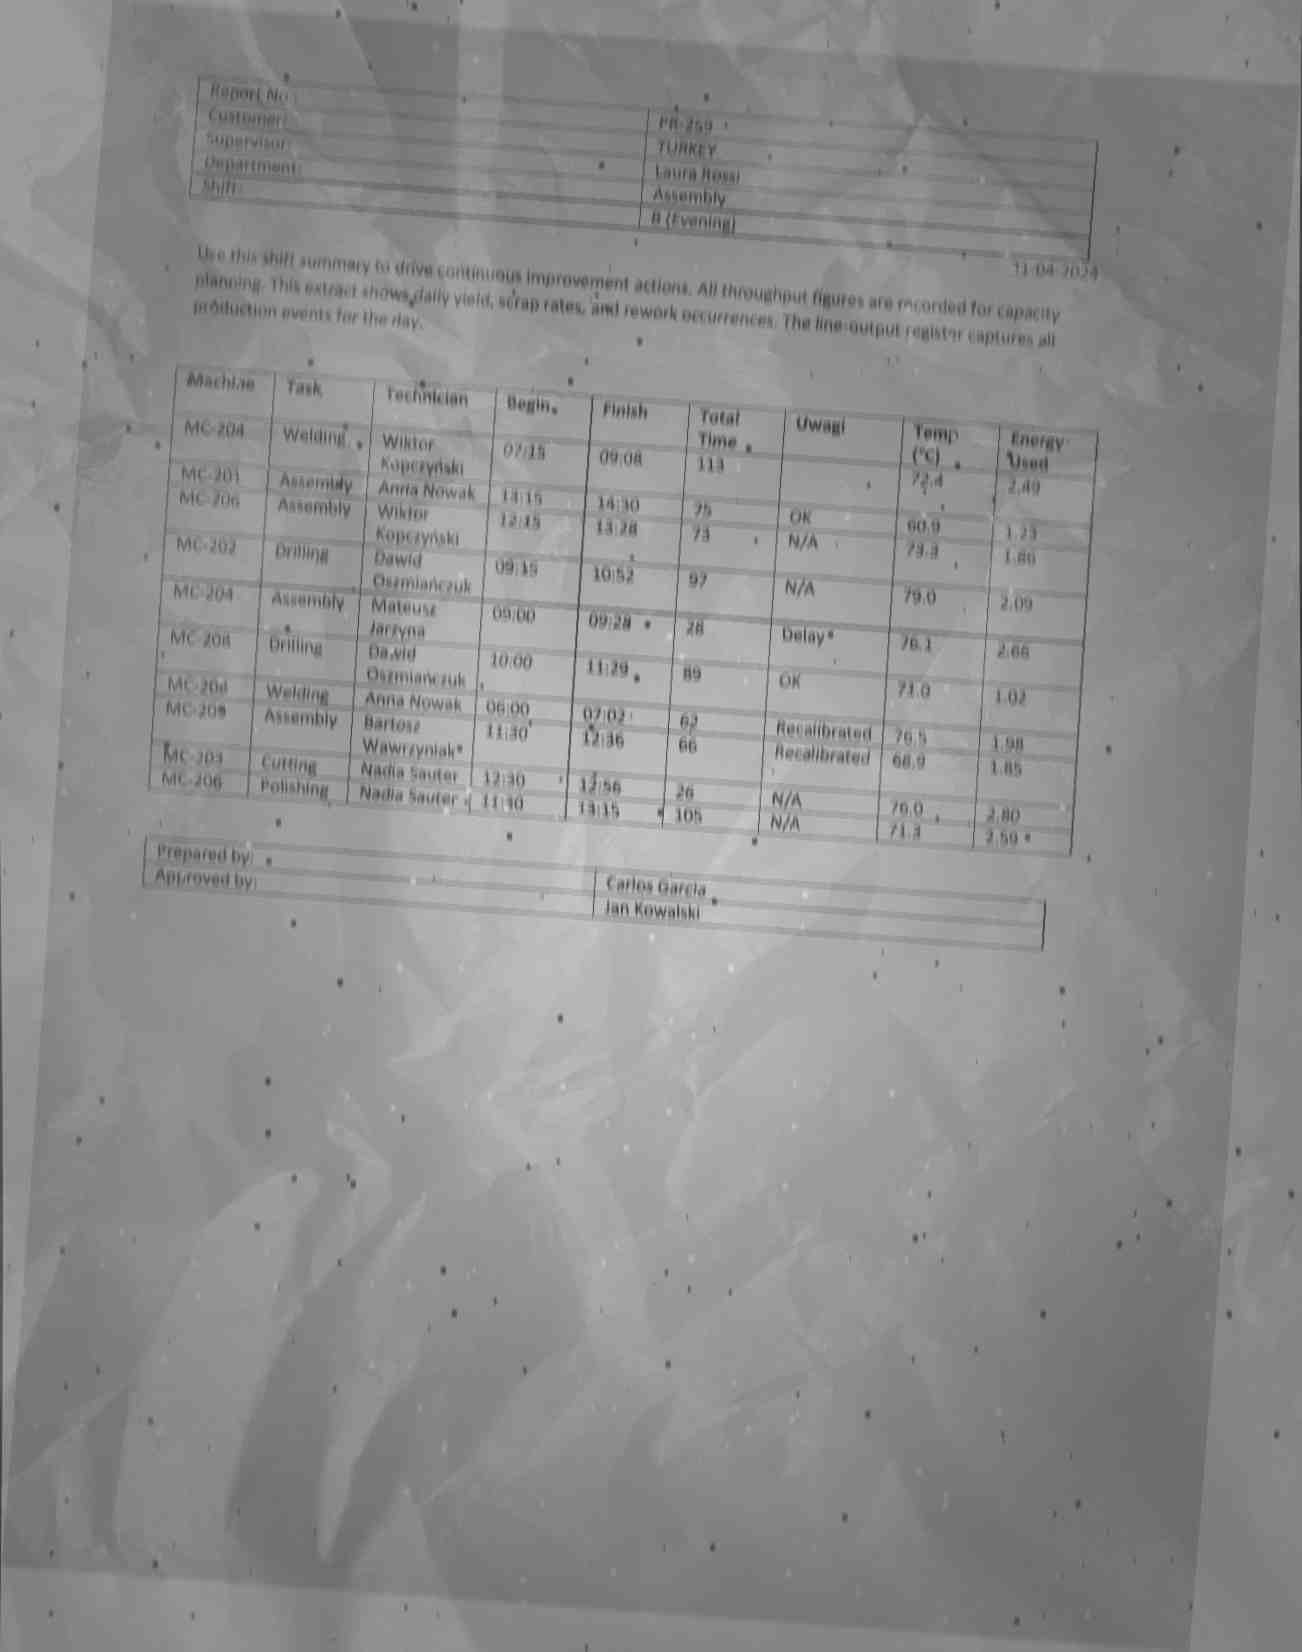 Report No.: PR-259
Customer: TURKEY
Supervisor: Laura Rossi
Department: Assembly
Shift: B (Evening)
11-04-2024
Use this shift summary to drive continuous improvement actions. All throughput figures are recorded for capacity
planning. This extract shows daily yield, scrap rates, and rework occurrences. The line-output register captures all
production events for the day.
Machine Task Technician Begin Finish Total Time Uwagi Temp (°C) Energy Used
MC-204 Welding Wiktor Kopczyński 07:15 09:08 113 72.4 2.49
MC-201 Assembly Anna Nowak 13:15 14:30 75 OK 60.9 1.23
MC-206 Assembly Wiktor Kopczyński 12:15 13:28 73 N/A 79.3 1.86
MC-202 Drilling Dawid Oszmiańczuk 09:15 10:52 97 N/A 79.0 2.09
MC-204 Assembly Mateusz Jarzyna 09:00 09:28 28 Delay 76.1 2.66
MC-208 Drilling Dawid Oszmiańczuk 10:00 11:29 89 OK 71.0 1.02
Welding Anna Nowak 06:00 07:02 62 Recalibrated 76.5 1.98
MC-209 Assembly Bartosz Wawrzyniak 11:30 12:36 66 Recalibrated 66.9 1.85
MC-203 Cutting Nadia Sauter 12:30 12:56 26 N/A 76.0 2.80
MC-206 Polishing Nadia Sauter 11:30 13:15 105 N/A 71.3 2.59
Prepared by: Carlos Garcia
Approved by: Jan Kowalski